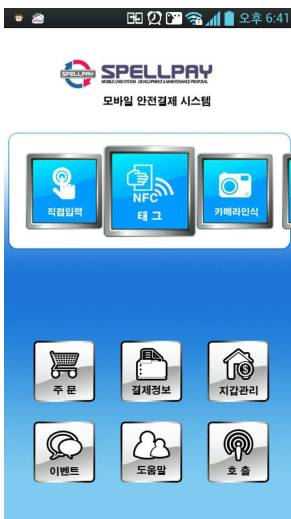 오후 6:41
SPELLPAY
SPELLPAY
MOBILE CARD SYSTEM DEVELOPMENT & MAINTENANCE PROPOSAL
모바일 안전결제 시스템
직접입력
NFC
태그
카메라인식
주문
결제정보
지갑관리
이벤트
도움말
호출